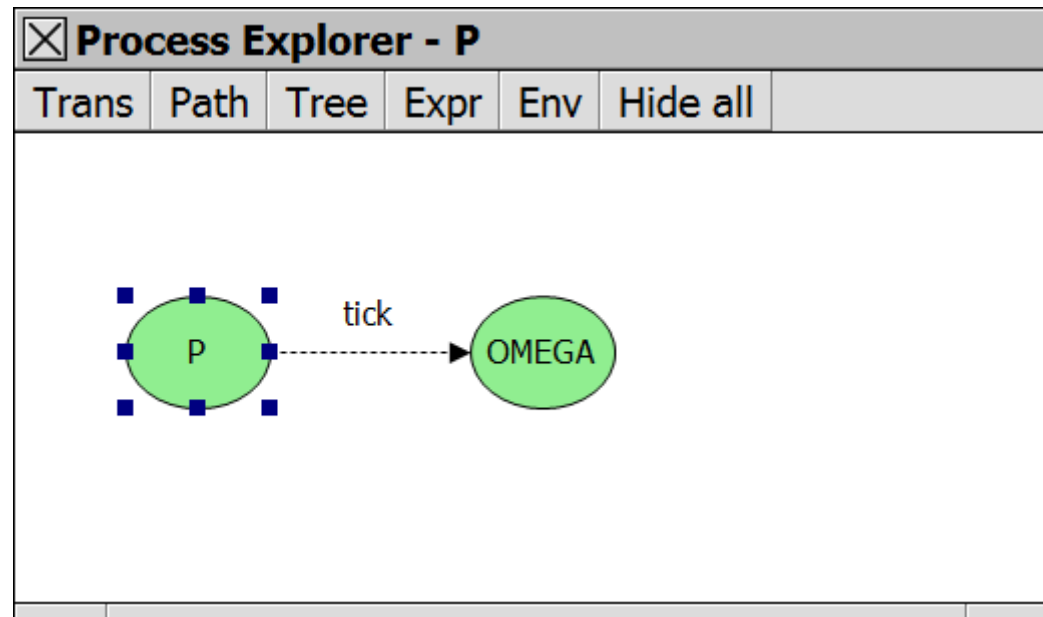 Process Explorer - P
Trans Path Tree Expr Env Hide all
tick
P OMEGA